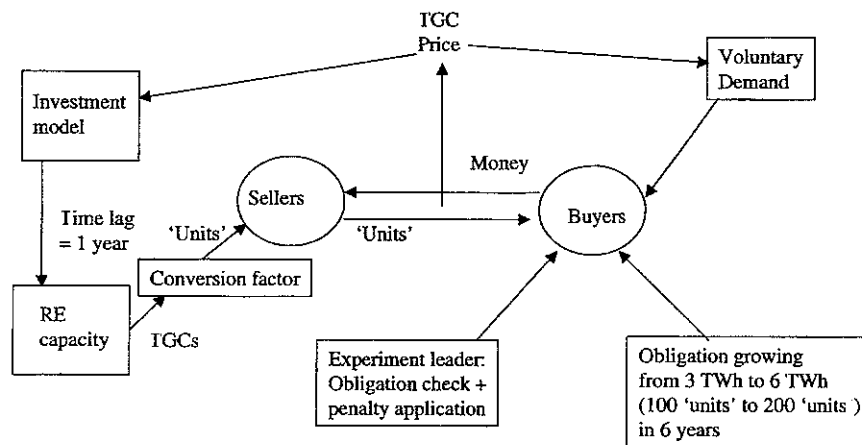 TGC
Price
Voluntary
Demand
Investment
model
Money
Sellers
Buyers
Time lag
= 1 year
'Units'
'Units'
Conversion factor
RE
capacity
TGCs
Experiment leader:
Obligation check +
penalty application
Obligation growing
from 3 TWh to 6 TWh
(100 'units' to 200 'units')
in 6 years